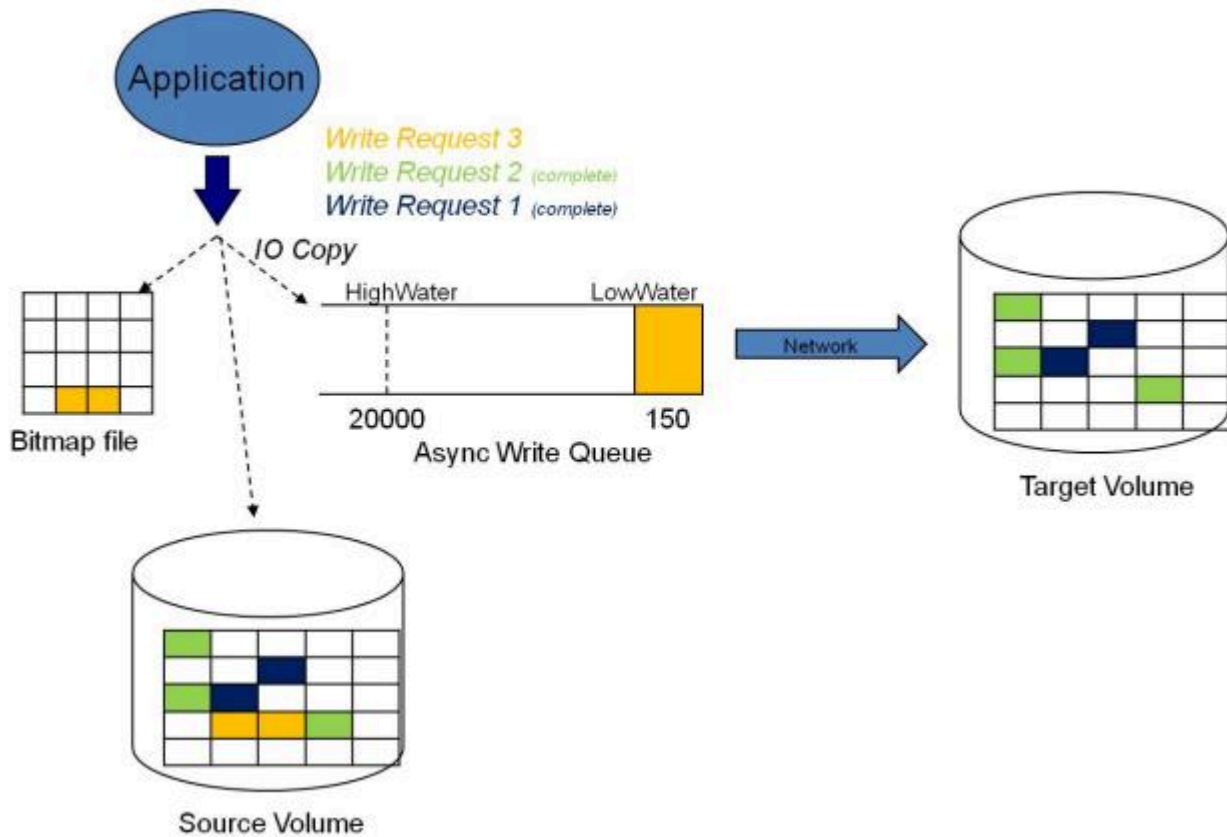 Application
Write Request 3
Write Request 2 (complete)
Write Request 1 (complete)
IO Copy
HighWater
LowWater
Network
20000
150
Async Write Queue
Bitmap file
Target Volume
Source Volume